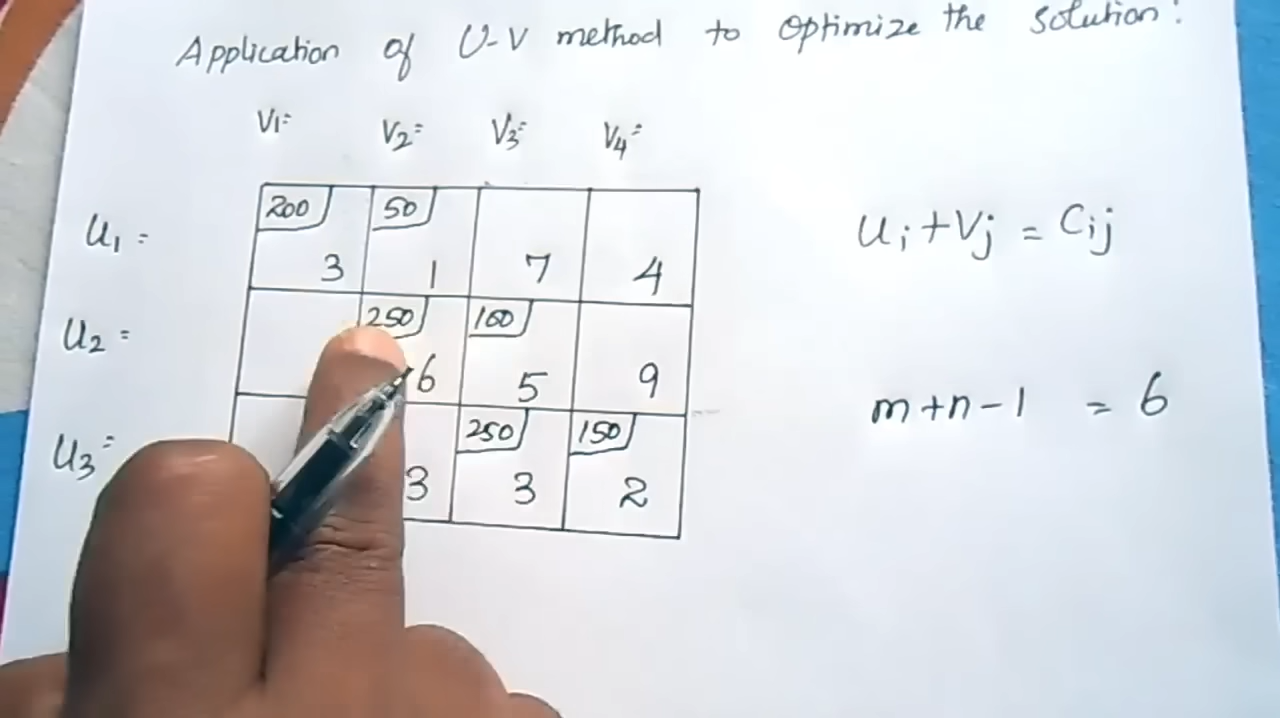 Application of U-V method to optimize the solution:
V1= V2= V3= V4=
200 50
U1 = 3 1 7 4
250 100
U2 = 6 5 9
250 150
U3= 3 3 2
Ui+Vj = Cij
m+n-1 = 6